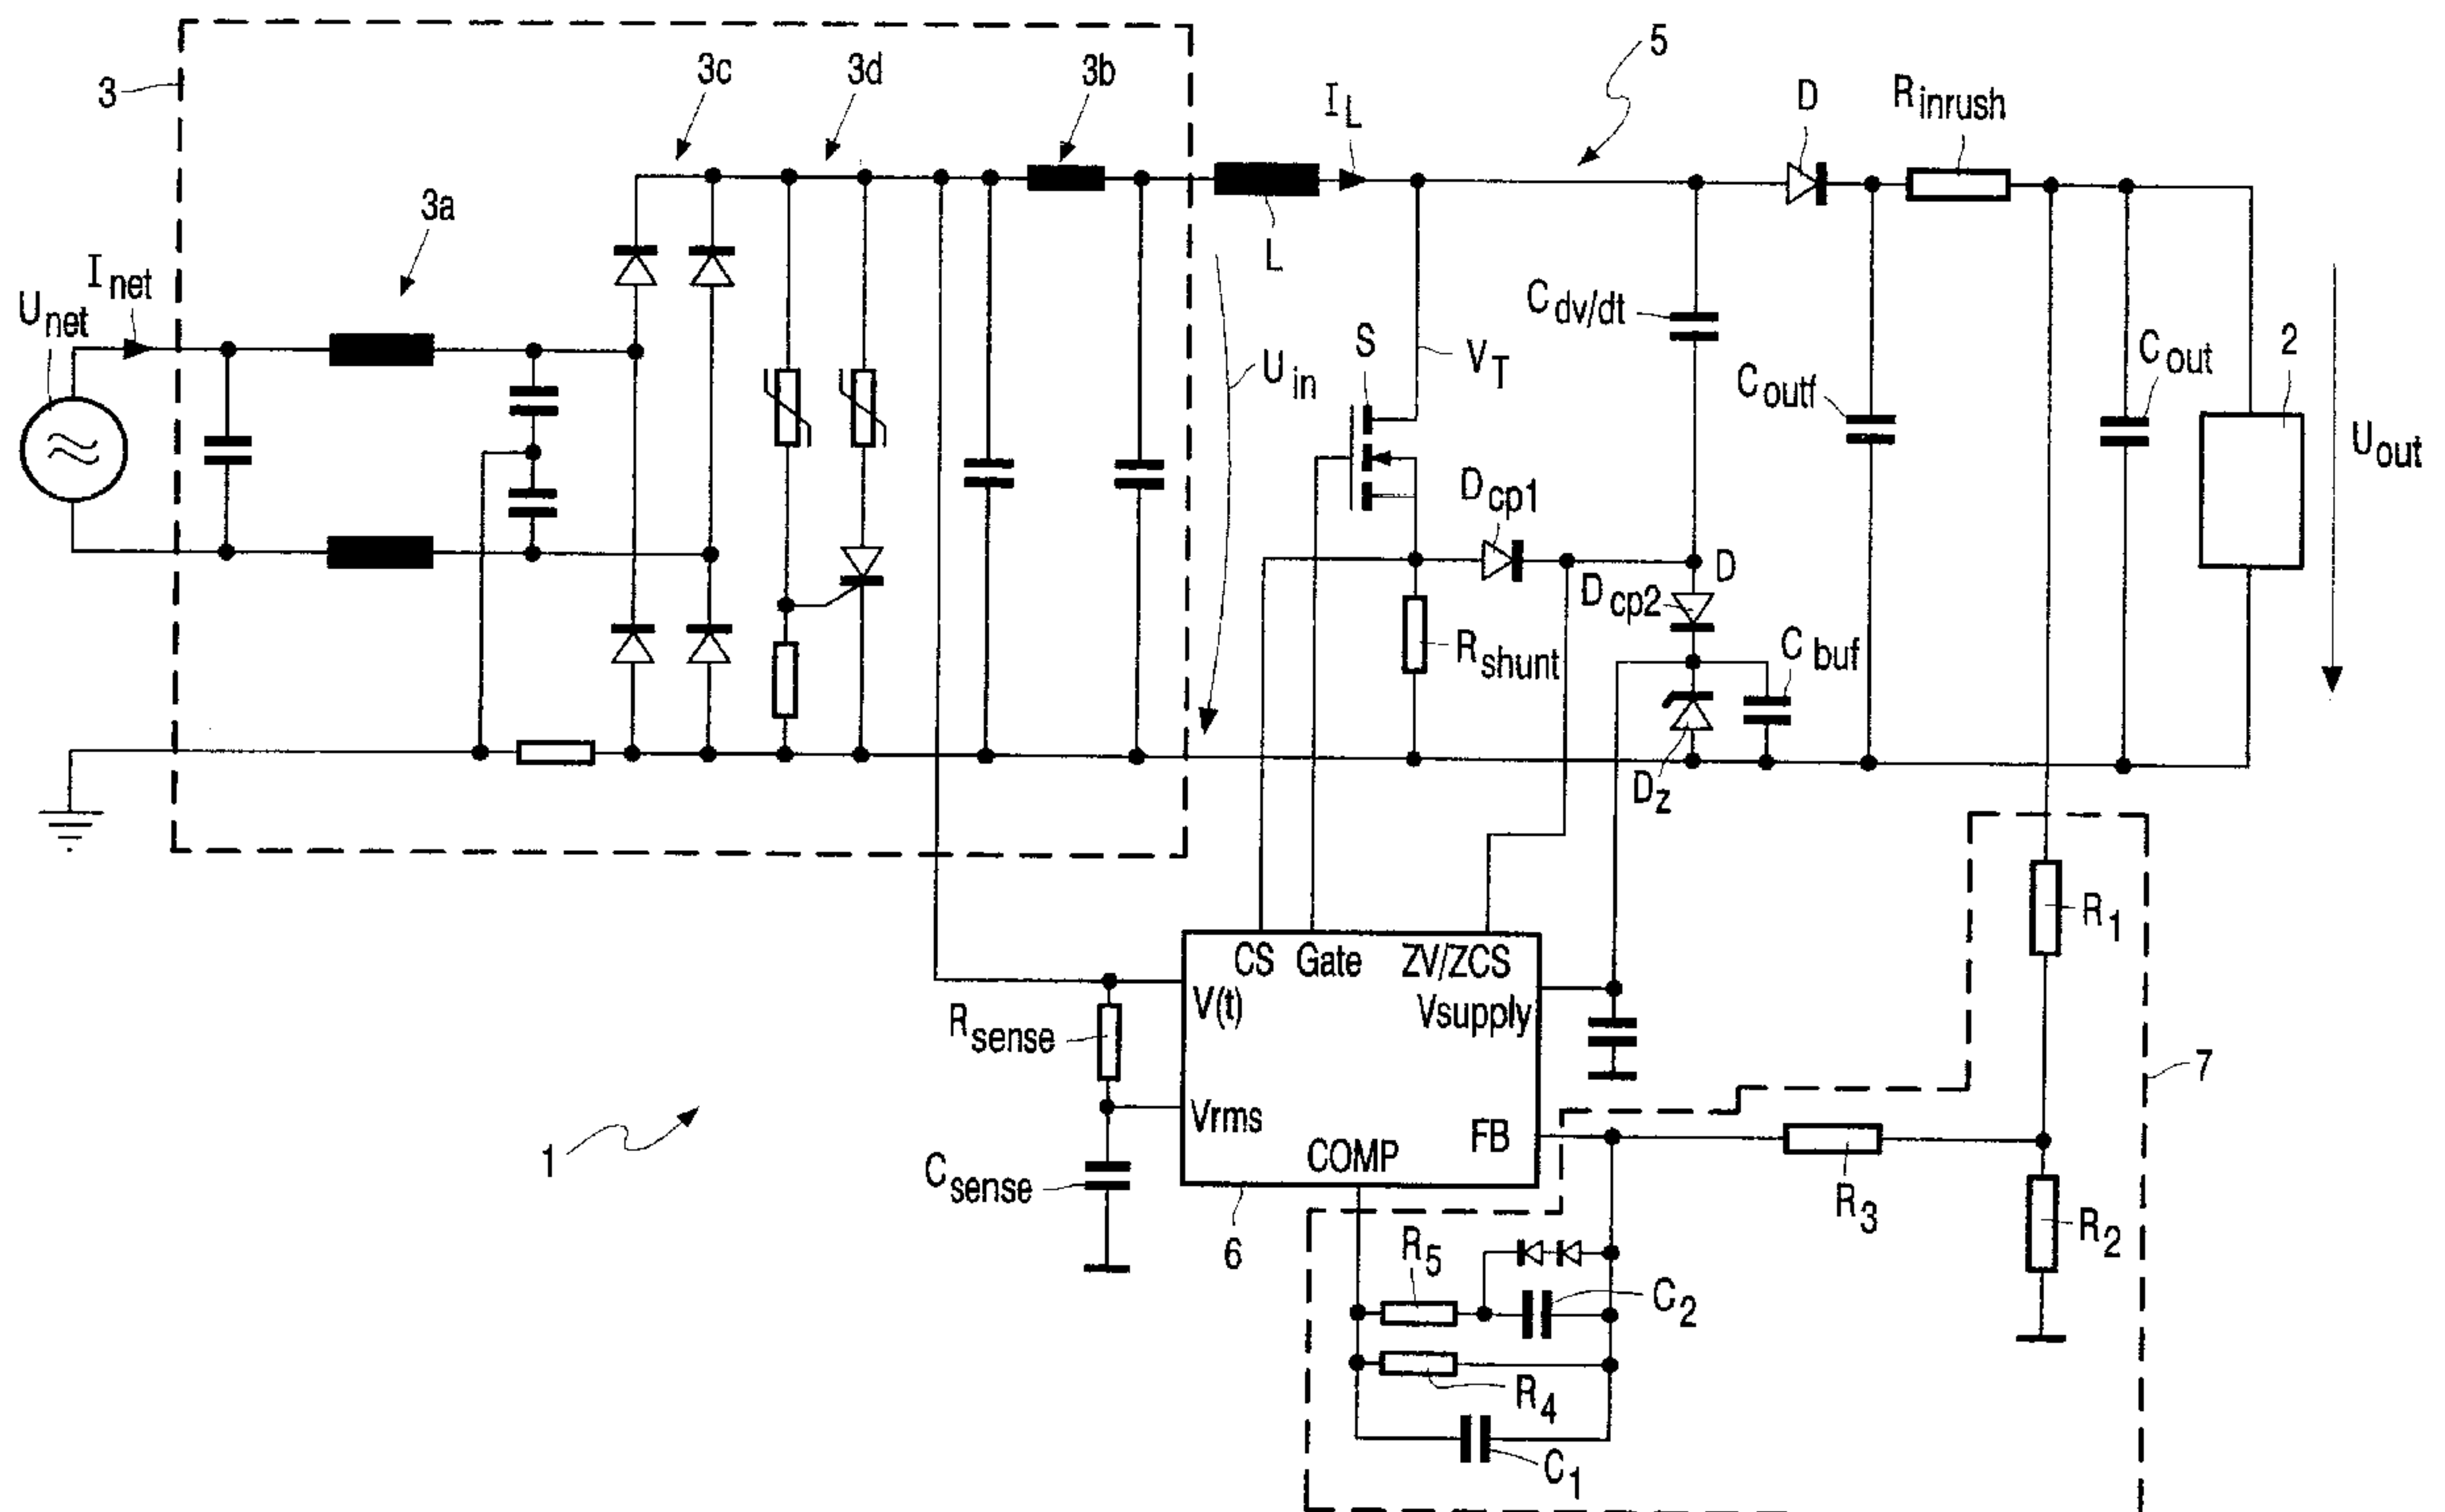 3
3c
3d
3b
3a
I net
U net
I L
L
5
D
R inrush
C dv/dt
S
V T
U in
C outf
C out
2
U out
D cp1
D
D cp2
R shunt
C buf
D z
CS Gate ZV/ZCS
V(t)
Vsupply
Vrms
FB
COMP
R sense
C sense
1
6
R 1
7
R 3
R 2
R 5
C 2
R 4
C 1